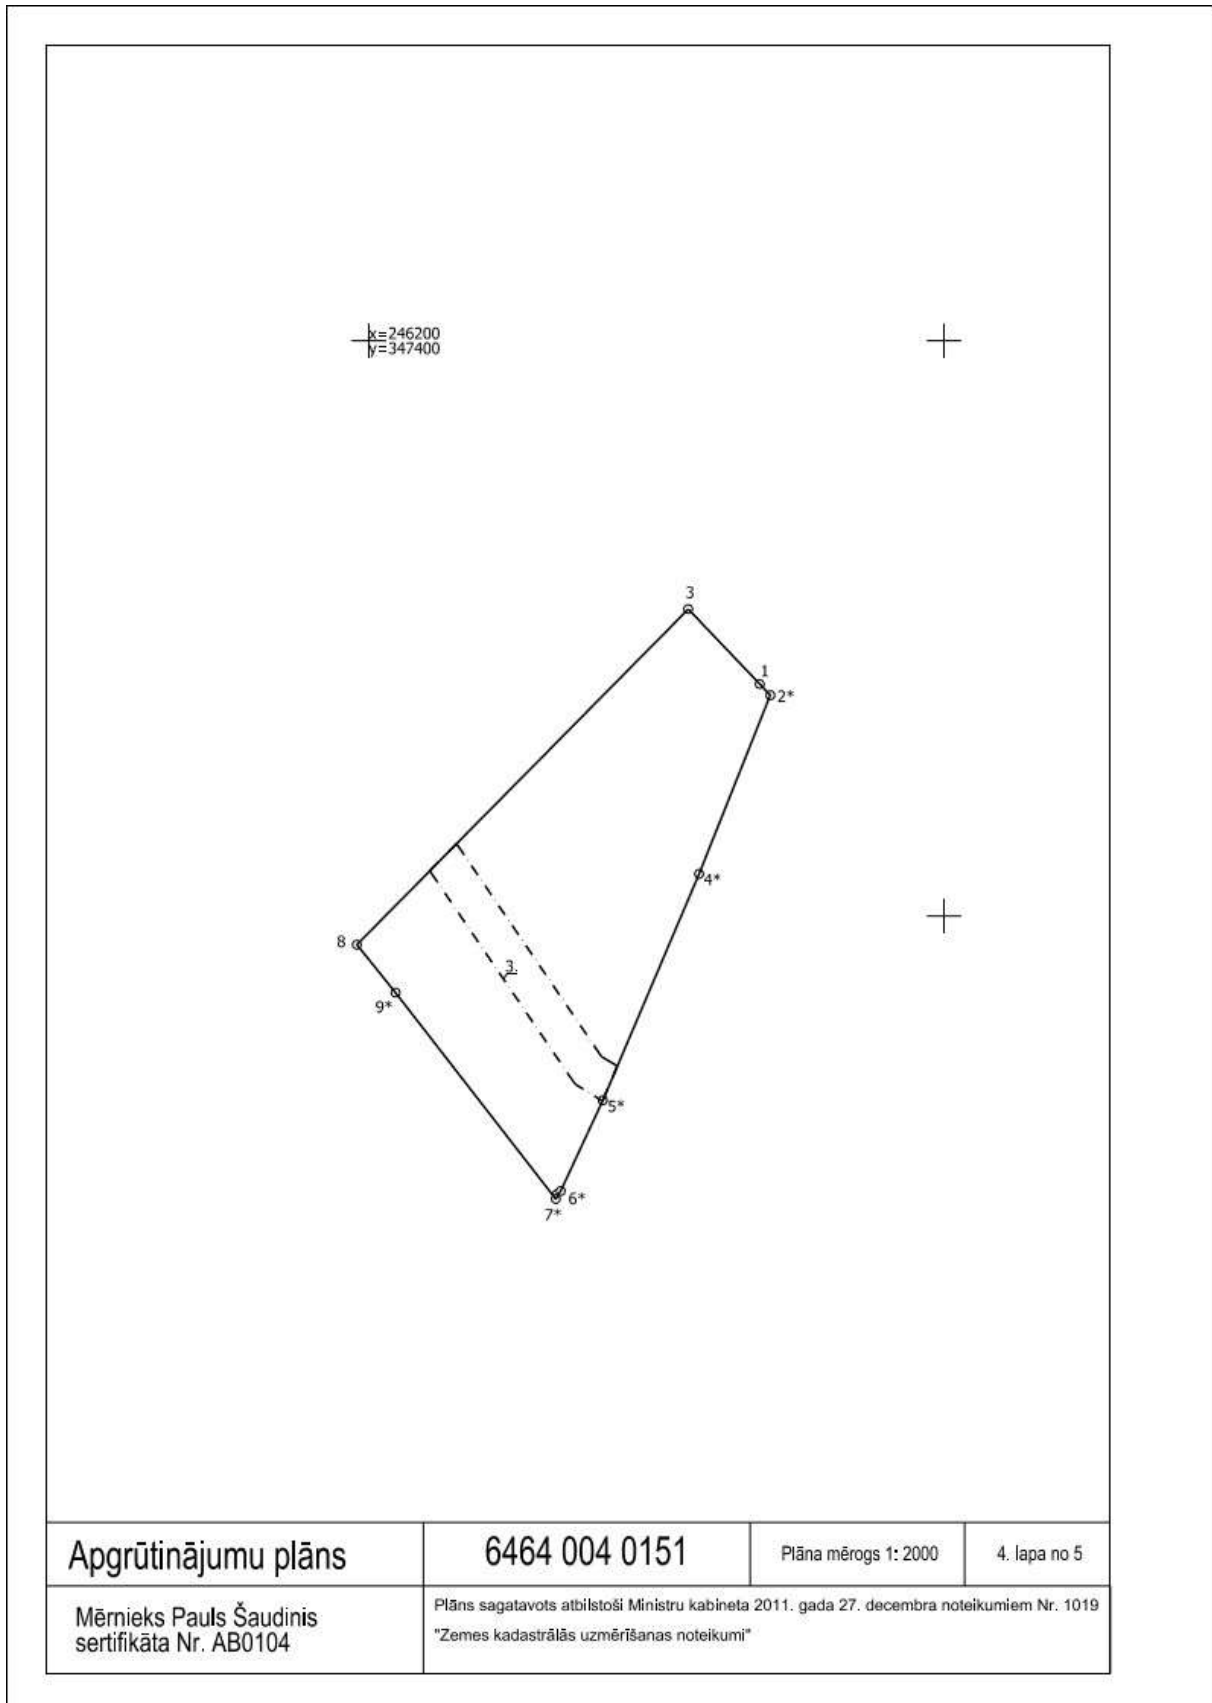 x=246200
y=347400
3
1
2*
4*
8
3.
9*
5*
6*
7*
Apgrūtinājumu plāns
6464 004 0151
Plāna mērogs 1: 2000
4. lapa no 5
Mērnieks Pauls Šaudinis
sertifikāta Nr. AB0104
Plāns sagatavots atbilstoši Ministru kabineta 2011. gada 27. decembra noteikumiem Nr. 1019
"Zemes kadastrālās uzmērīšanas noteikumi"